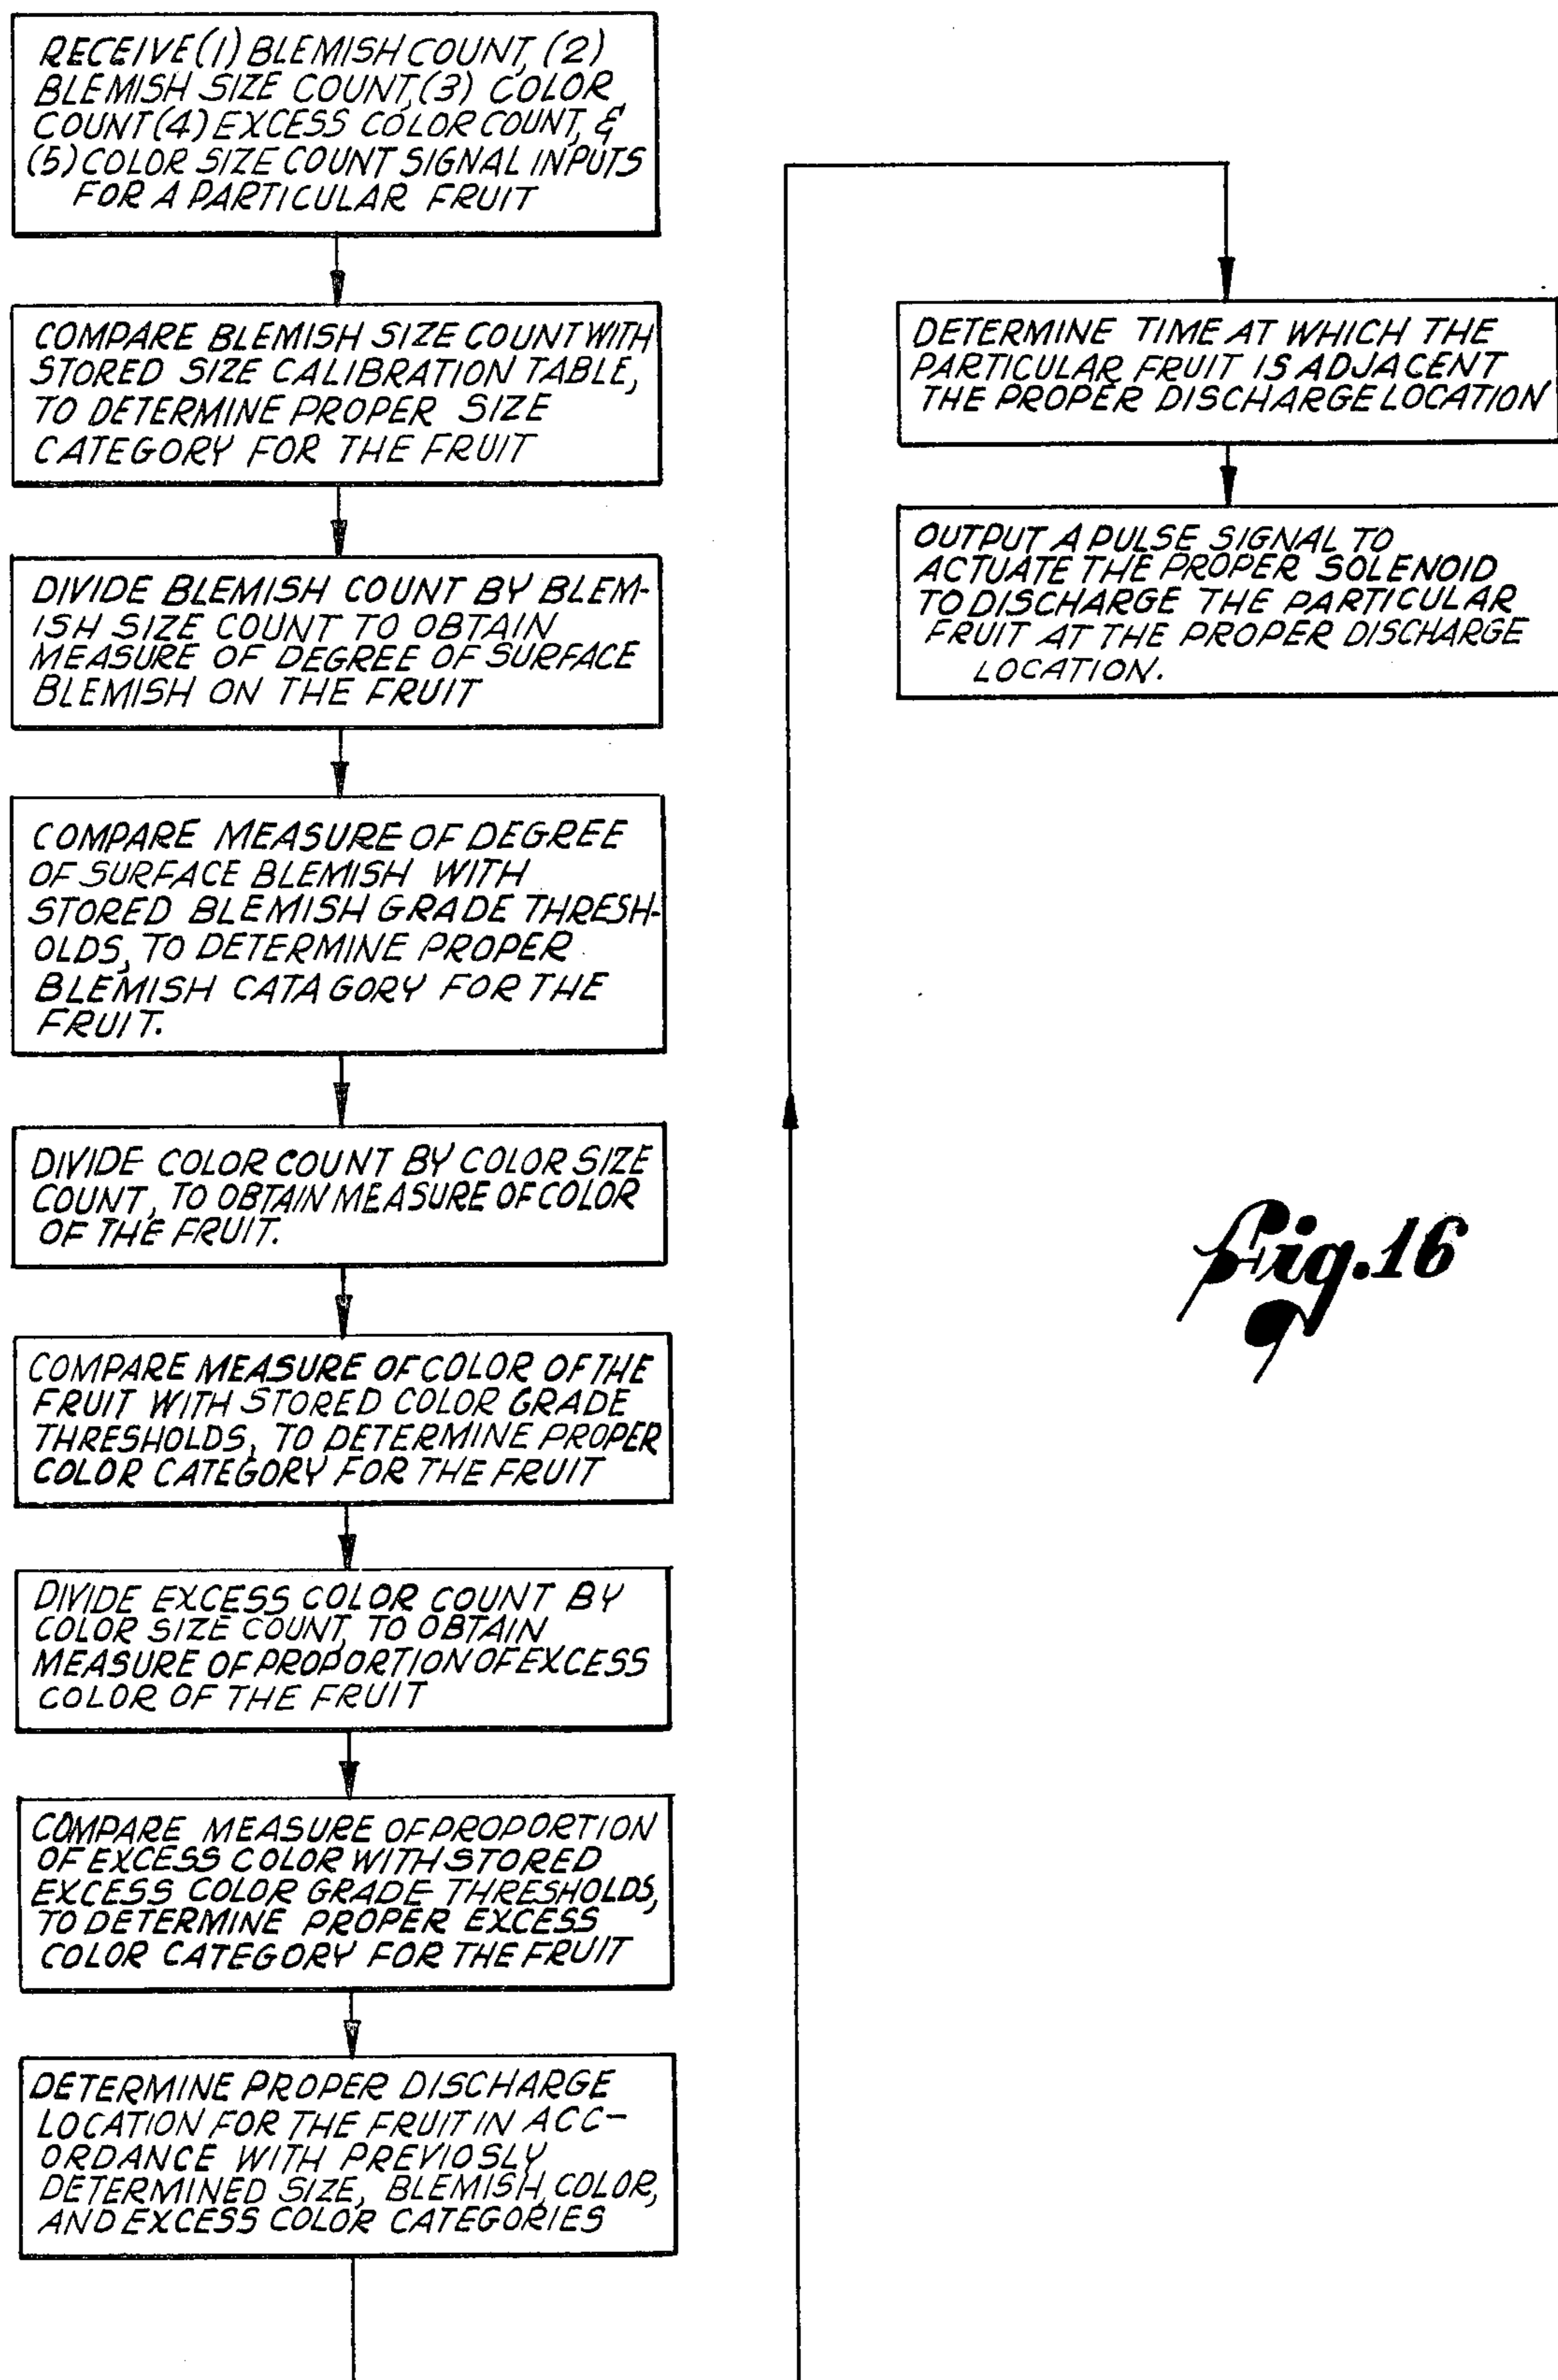 RECEIVE (1) BLEMISH COUNT, (2)
BLEMISH SIZE COUNT, (3) COLOR
COUNT (4) EXCESS COLOR COUNT, &
(5) COLOR SIZE COUNT SIGNAL INPUTS
FOR A PARTICULAR FRUIT
COMPARE BLEMISH SIZE COUNT WITH
STORED SIZE CALIBRATION TABLE,
TO DETERMINE PROPER SIZE
CATEGORY FOR THE FRUIT
DIVIDE BLEMISH COUNT BY BLEM-
ISH SIZE COUNT TO OBTAIN
MEASURE OF DEGREE OF SURFACE
BLEMISH ON THE FRUIT
COMPARE MEASURE OF DEGREE
OF SURFACE BLEMISH WITH
STORED BLEMISH GRADE THRESH-
OLDS, TO DETERMINE PROPER
BLEMISH CATAGORY FOR THE
FRUIT.
DIVIDE COLOR COUNT BY COLOR SIZE
COUNT, TO OBTAIN MEASURE OF COLOR
OF THE FRUIT.
COMPARE MEASURE OF COLOR OF THE
FRUIT WITH STORED COLOR GRADE
THRESHOLDS, TO DETERMINE PROPER
COLOR CATEGORY FOR THE FRUIT
DIVIDE EXCESS COLOR COUNT BY
COLOR SIZE COUNT, TO OBTAIN
MEASURE OF PROPORTION OF EXCESS
COLOR OF THE FRUIT
COMPARE MEASURE OF PROPORTION
OF EXCESS COLOR WITH STORED
EXCESS COLOR GRADE THRESHOLDS,
TO DETERMINE PROPER EXCESS
COLOR CATEGORY FOR THE FRUIT
DETERMINE PROPER DISCHARGE
LOCATION FOR THE FRUIT IN ACC-
ORDANCE WITH PREVIOSLY
DETERMINED SIZE, BLEMISH, COLOR,
AND EXCESS COLOR CATEGORIES
DETERMINE TIME AT WHICH THE
PARTICULAR FRUIT IS ADJACENT
THE PROPER DISCHARGE LOCATION
OUTPUT A PULSE SIGNAL TO
ACTUATE THE PROPER SOLENOID
TO DISCHARGE THE PARTICULAR
FRUIT AT THE PROPER DISCHARGE
LOCATION.
Fig. 16